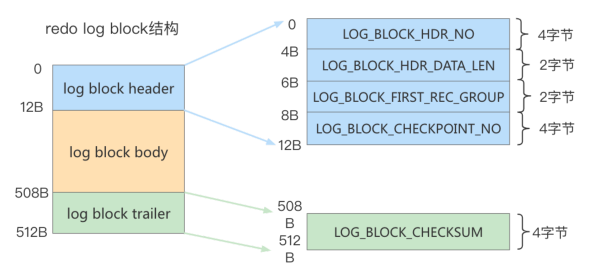 redo log block结构
0
log block header
12B
log block body
508B
log block trailer
512B
0
LOG_BLOCK_HDR_NO
4字节
4B
LOG_BLOCK_HDR_DATA_LEN
2字节
6B
LOG_BLOCK_FIRST_REC_GROUP
2字节
8B
LOG_BLOCK_CHECKPOINT_NO
4字节
12B
508
B
LOG_BLOCK_CHECKSUM
4字节
512
B